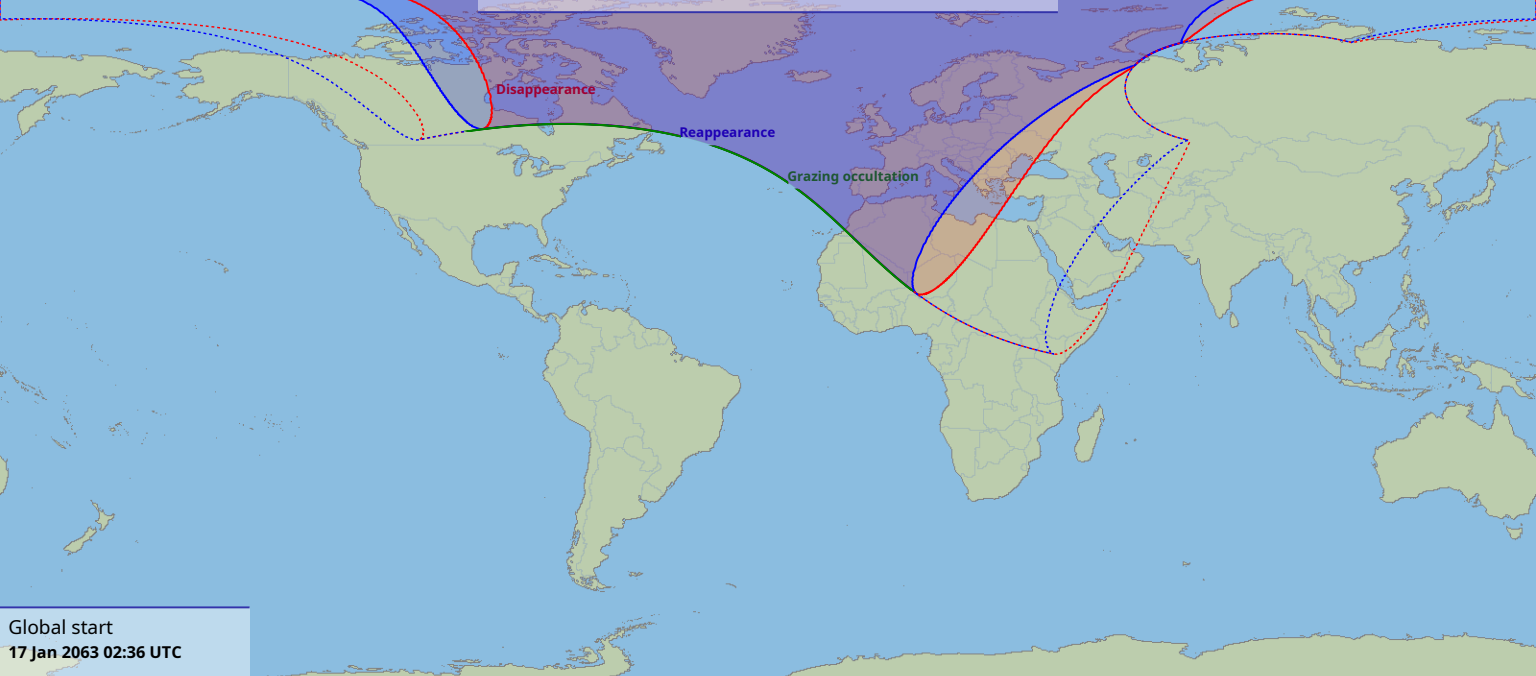 Disappearance
Reappearance
Grazing occultation
Global start
17 Jan 2063 02:36 UTC